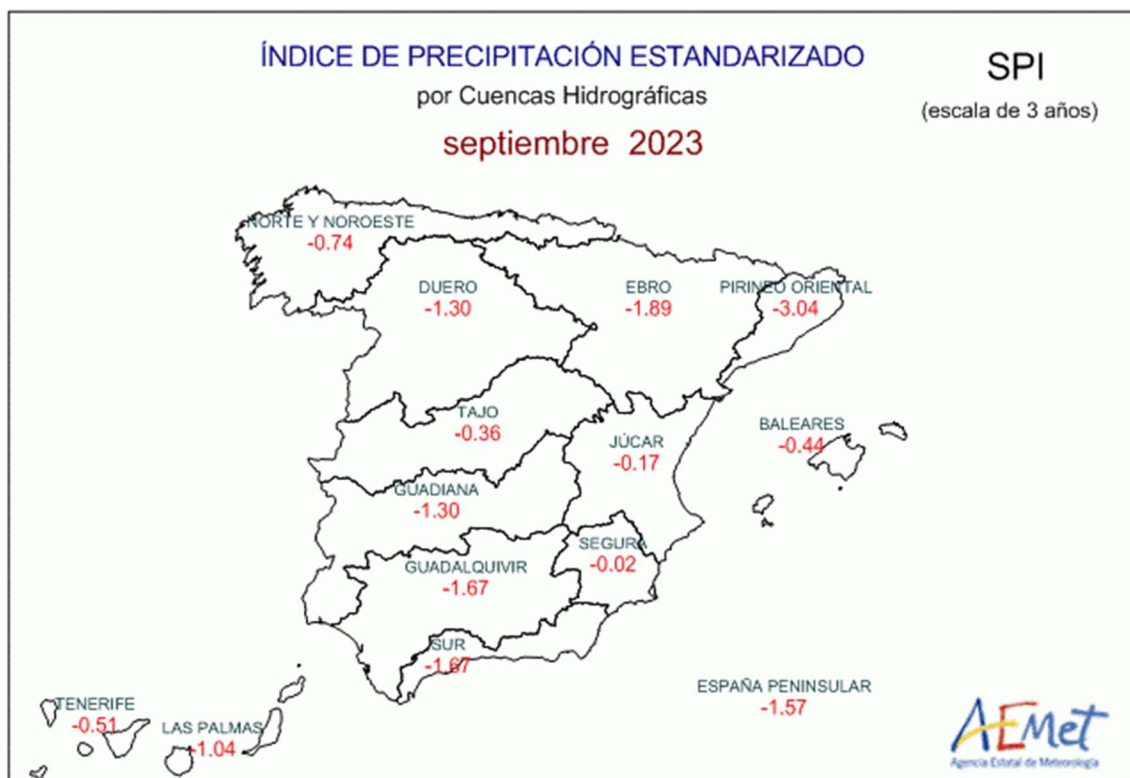 ÍNDICE DE PRECIPITACIÓN ESTANDARIZADO
por Cuencas Hidrográficas
septiembre 2023
SPI
(escala de 3 años)
NORTE Y NOROESTE
-0.74
DUERO
-1.30
EBRO
-1.89
PIRINEO ORIENTAL
-3.04
TAJO
-0.36
JÚCAR
-0.17
BALEARES
-0.44
GUADIANA
-1.30
SEGURA
-0.02
GUADALQUIVIR
-1.67
SUR
-1.67
ESPAÑA PENINSULAR
-1.57
TENERIFE
-0.51
LAS PALMAS
-1.04
AEMet
Agencia Estatal de Meteorología